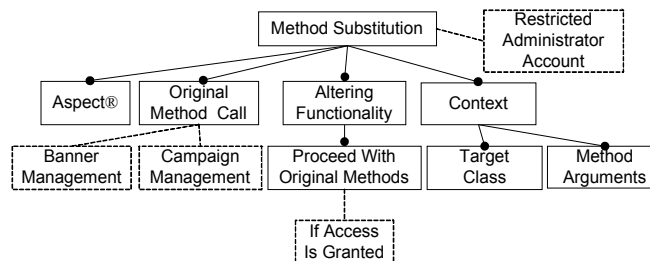 Method Substitution
Restricted
Administrator
Account
Aspect®
Original
Method Call
Altering
Functionality
Context
Banner
Management
Campaign
Management
Proceed With
Original Methods
Target
Class
Method
Arguments
If Access
Is Granted